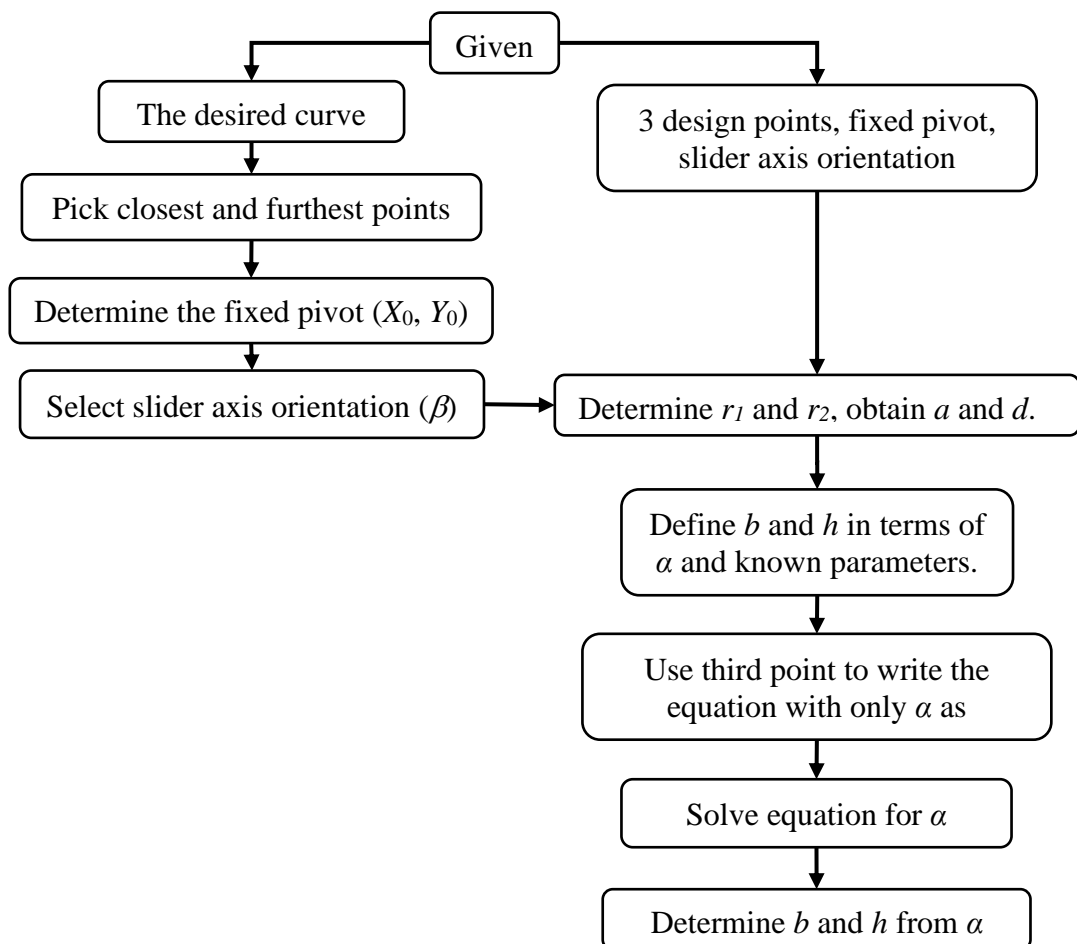 Given
The desired curve
Pick closest and furthest points
Determine the fixed pivot (X0, Y0)
Select slider axis orientation (β)
3 design points, fixed pivot,
slider axis orientation
Determine r1 and r2, obtain a and d.
Define b and h in terms of
α and known parameters.
Use third point to write the
equation with only α as
Solve equation for α
Determine b and h from α